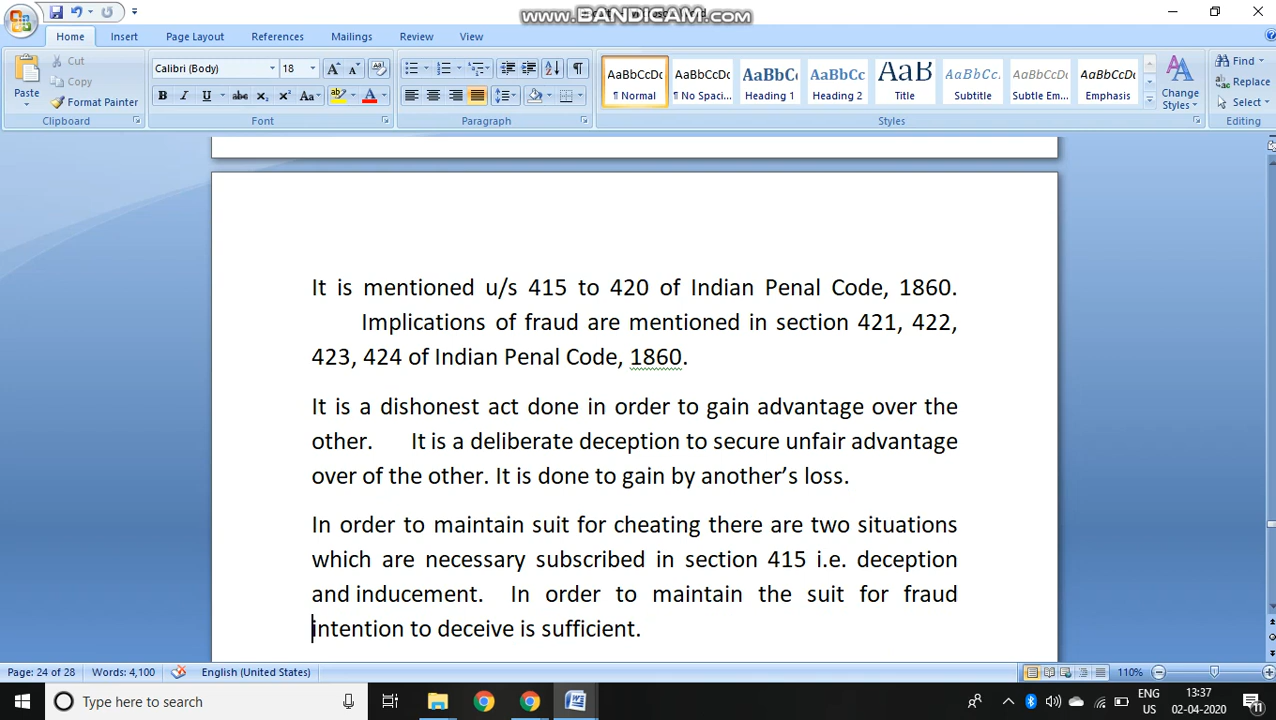 www.BANDICAM.com
Home Insert Page Layout References Mailings Review View
Paste
Cut
Copy
Format Painter
Clipboard
Calibri (Body) 18
Font
Paragraph
AaBbCcDc AaBbCcDc AaBbC AaBbCc AaB AaBbCc. AaBbCcDc AaBbCcDc
¶ Normal ¶ No Spaci... Heading 1 Heading 2 Title Subtitle Subtle Em... Emphasis
Change
Styles
Styles
Find
Replace
Select
Editing
It is mentioned u/s 415 to 420 of Indian Penal Code, 1860.
Implications of fraud are mentioned in section 421, 422,
423, 424 of Indian Penal Code, 1860.
It is a dishonest act done in order to gain advantage over the
other. It is a deliberate deception to secure unfair advantage
over of the other. It is done to gain by another’s loss.
In order to maintain suit for cheating there are two situations
which are necessary subscribed in section 415 i.e. deception
and inducement. In order to maintain the suit for fraud
intention to deceive is sufficient.
Page: 24 of 28 Words: 4,100 English (United States) 110%
Type here to search
ENG
US
13:37
02-04-2020